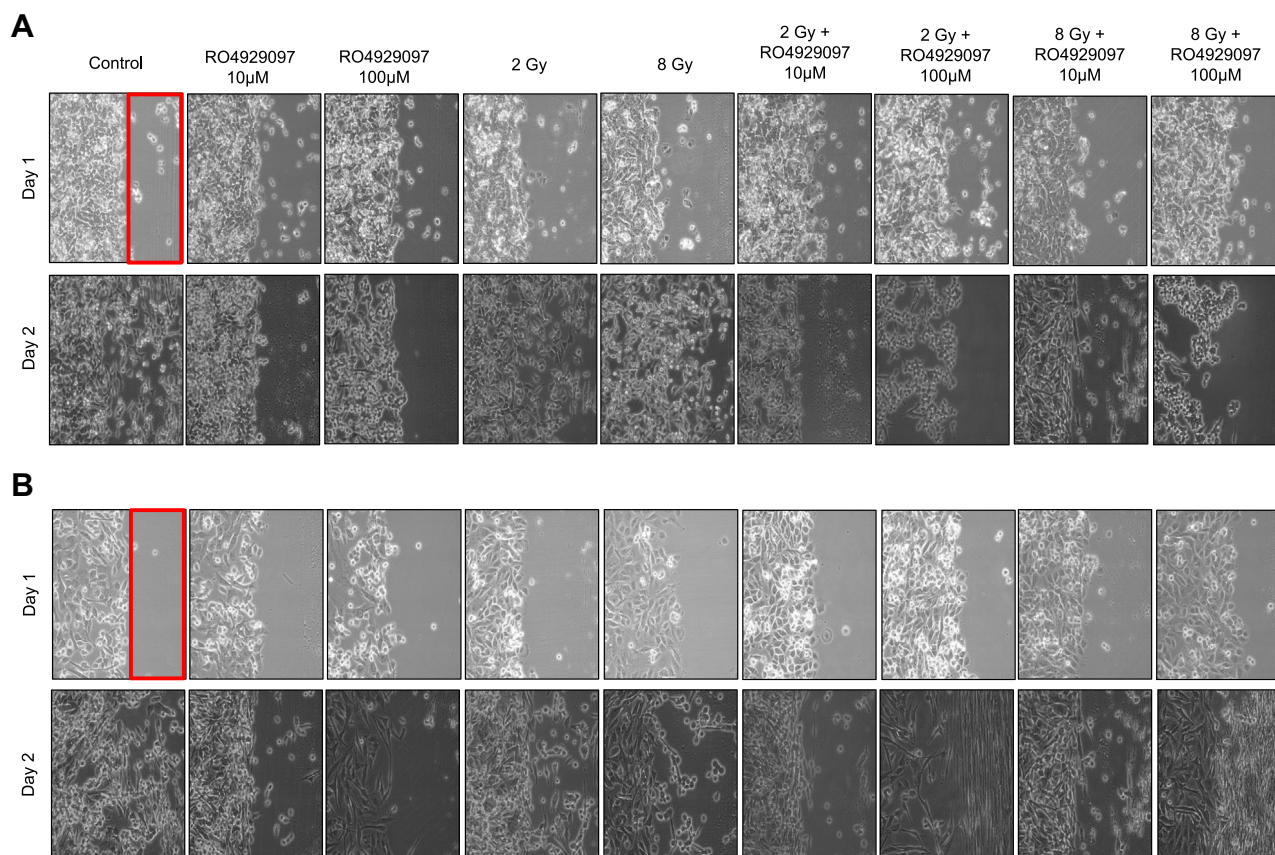 A
Control
RO4929097
10µM
RO4929097
100µM
2 Gy
8 Gy
2 Gy +
RO4929097
10µM
2 Gy +
RO4929097
100µM
8 Gy +
RO4929097
10µM
8 Gy +
RO4929097
100µM
Day 1
Day 2
B
Day 1
Day 2